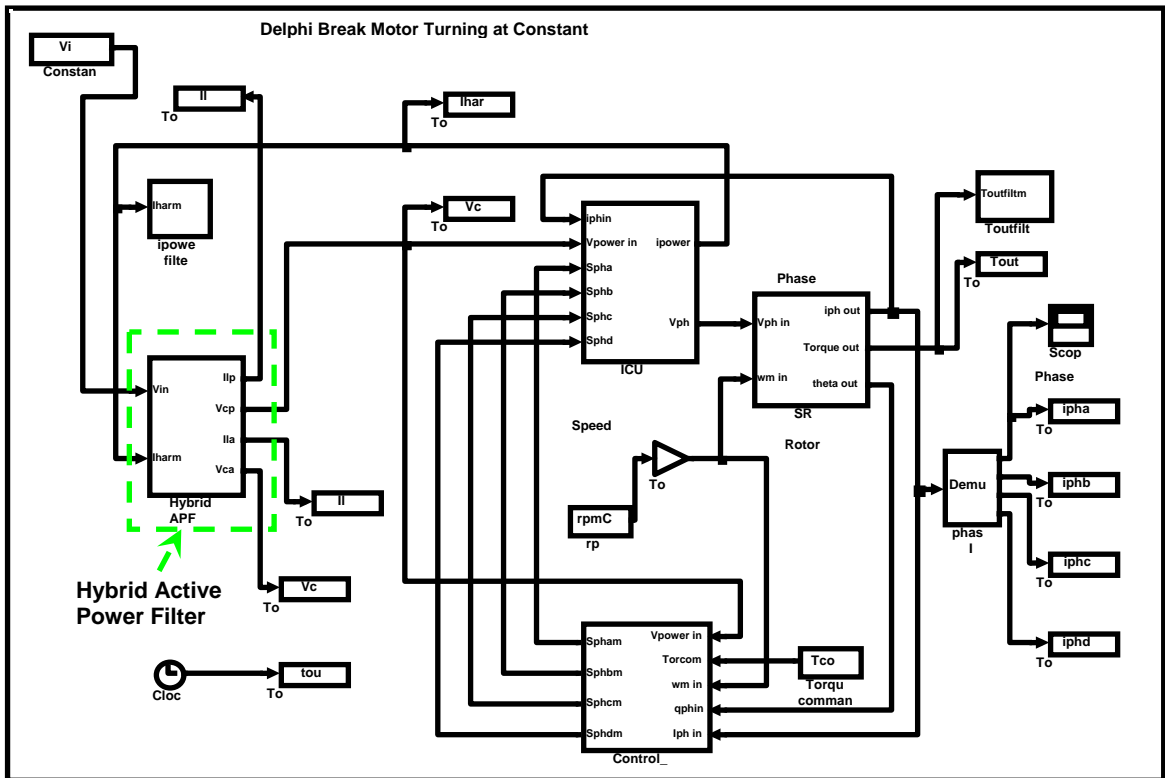 Delphi Break Motor Turning at Constant
Vi
Constan
Il
To
Ihar
To
Iharm
ipowe
filte
Vc
To
iphin
Vpower in
Spha
Sphb
Sphc
Sphd
ipower
Vph
ICU
Phase
Vph in
wm in
iph out
Torque out
theta out
SR
Rotor
Toutfiltm
Toutfilt
Tout
To
Scop
Phase
ipha
To
iphb
To
iphc
To
iphd
To
Demu
phas
I
Vin
Iharm
IIp
Vcp
IIa
Vca
Hybrid
APF
Il
To
Vc
To
Hybrid Active
Power Filter
Cloc
tou
To
Speed
To
rpmC
rp
Vpower in
Torcom
wm in
qphin
Iph in
Spham
Sphbm
Sphcm
Sphdm
Control_
Tco
Torqu
comman